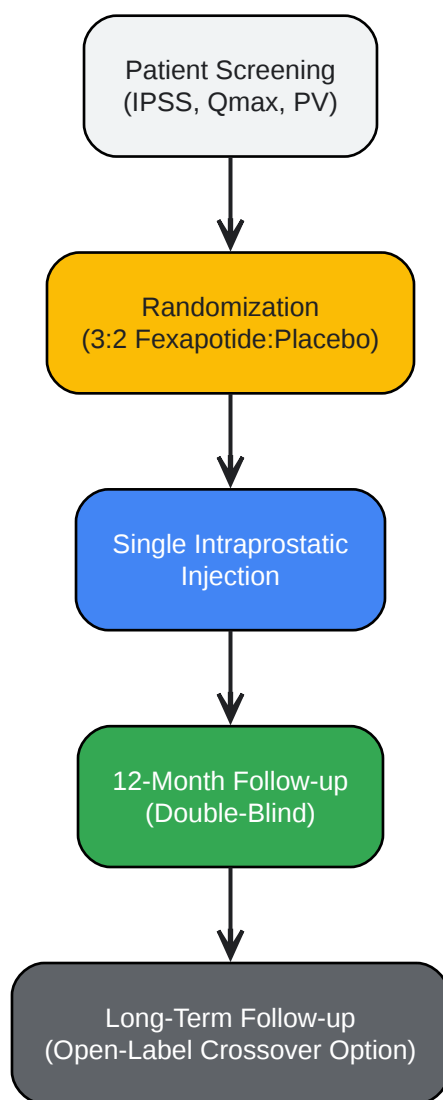 Patient Screening
(IPSS, Qmax, PV)
Randomization
(3:2 Fexapotide:Placebo)
Single Intraprostatic
Injection
12-Month Follow-up
(Double-Blind)
Long-Term Follow-up
(Open-Label Crossover Option)